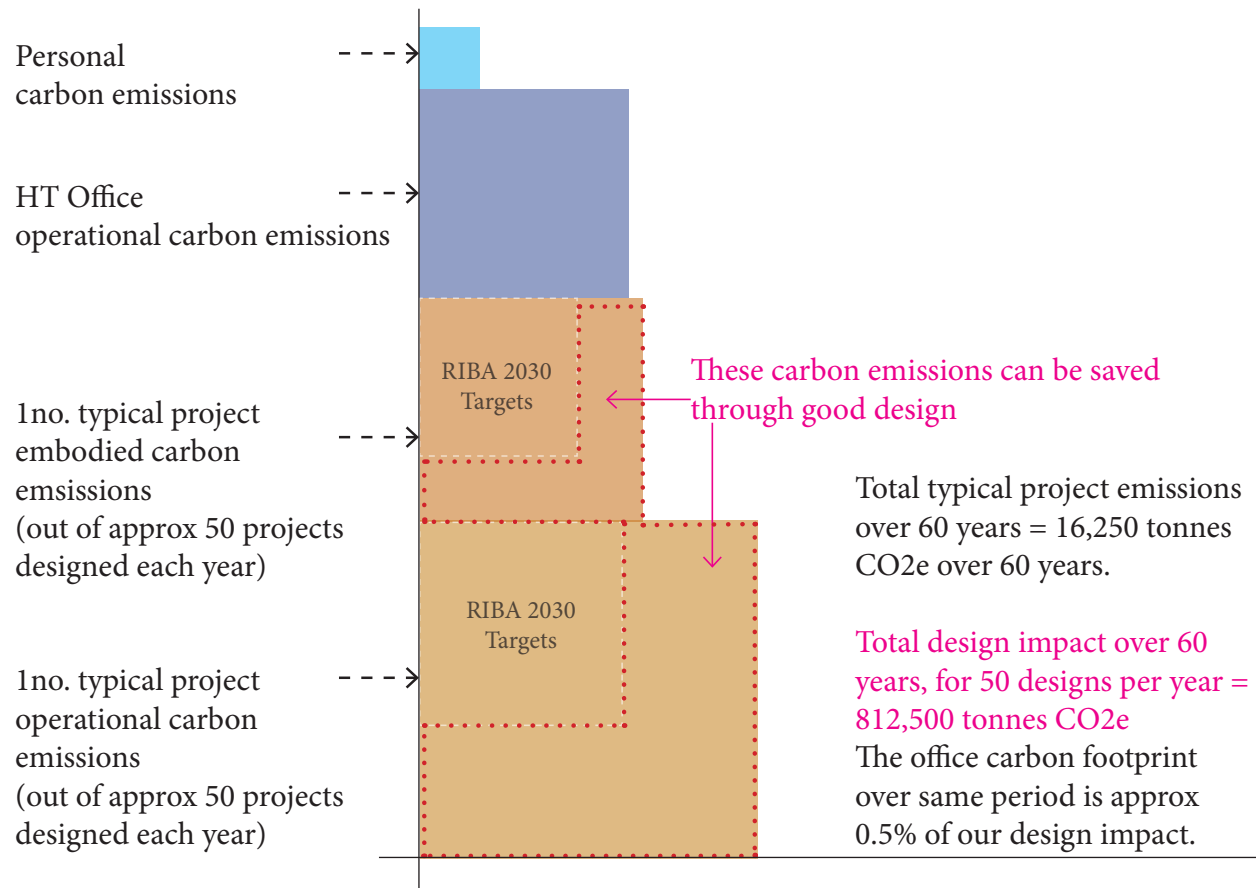 Personal
carbon emissions
HT Office
operational carbon emissions
1no. typical project
embodied carbon
emsissions
(out of approx 50 projects
designed each year)
1no. typical project
operational carbon
emissions
(out of approx 50 projects
designed each year)
RIBA 2030
Targets
RIBA 2030
Targets
These carbon emissions can be saved
through good design
Total typical project emissions
over 60 years = 16,250 tonnes
CO2e over 60 years.
Total design impact over 60
years, for 50 designs per year =
812,500 tonnes CO2e
The office carbon footprint
over same period is approx
0.5% of our design impact.